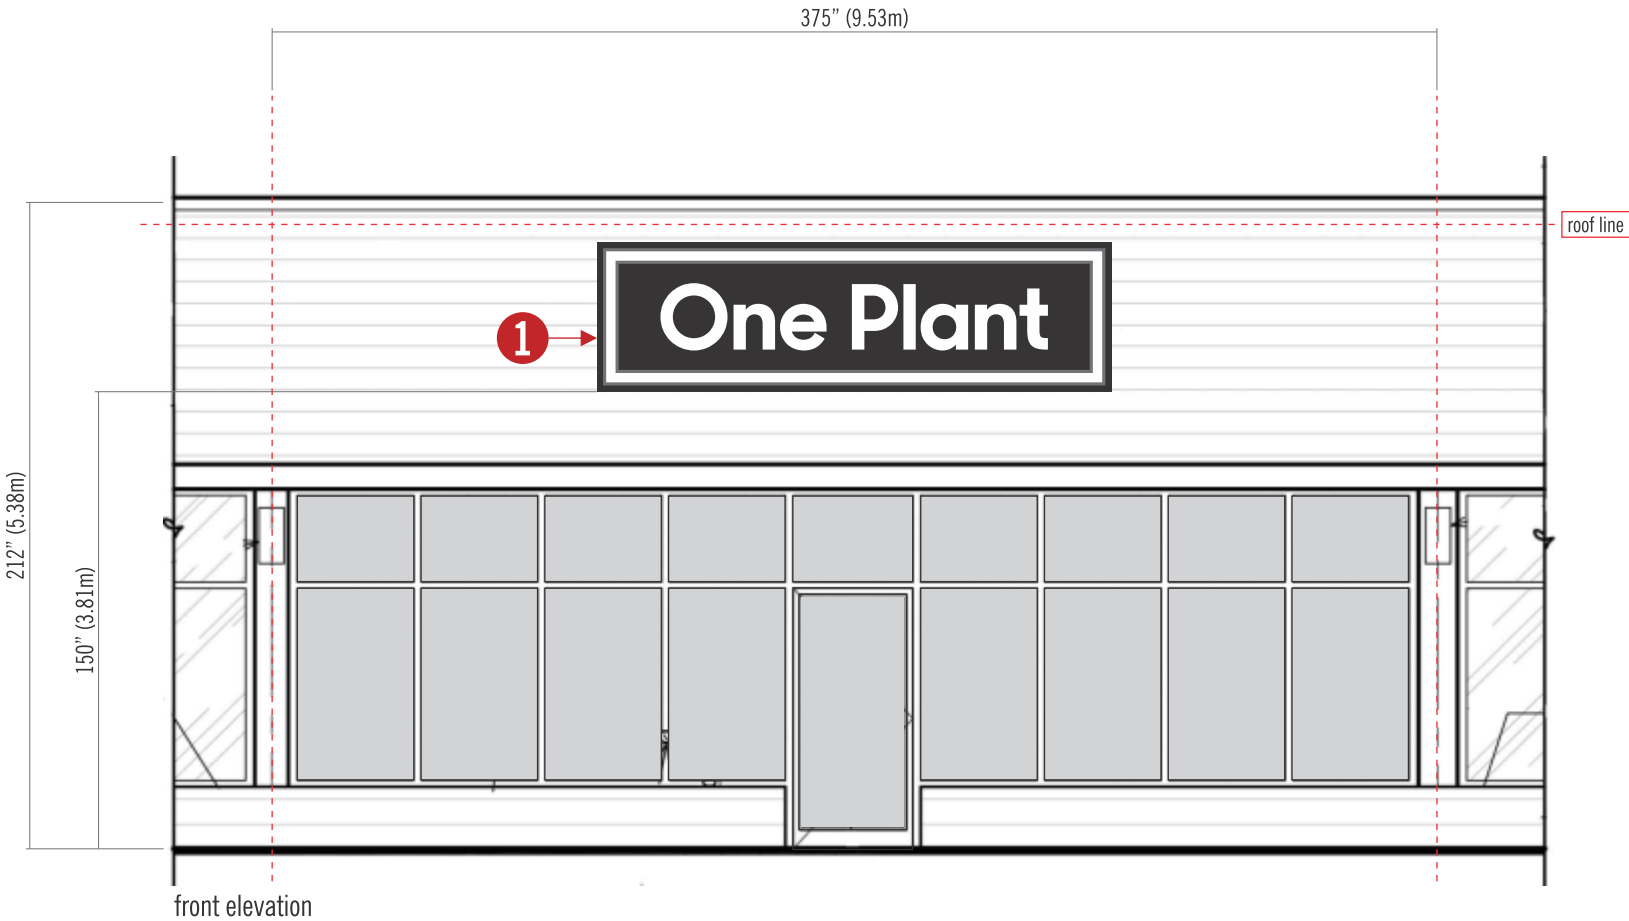 375” (9.53m)
roof line
One Plant
1
212” (5.38m)
150” (3.81m)
front elevation